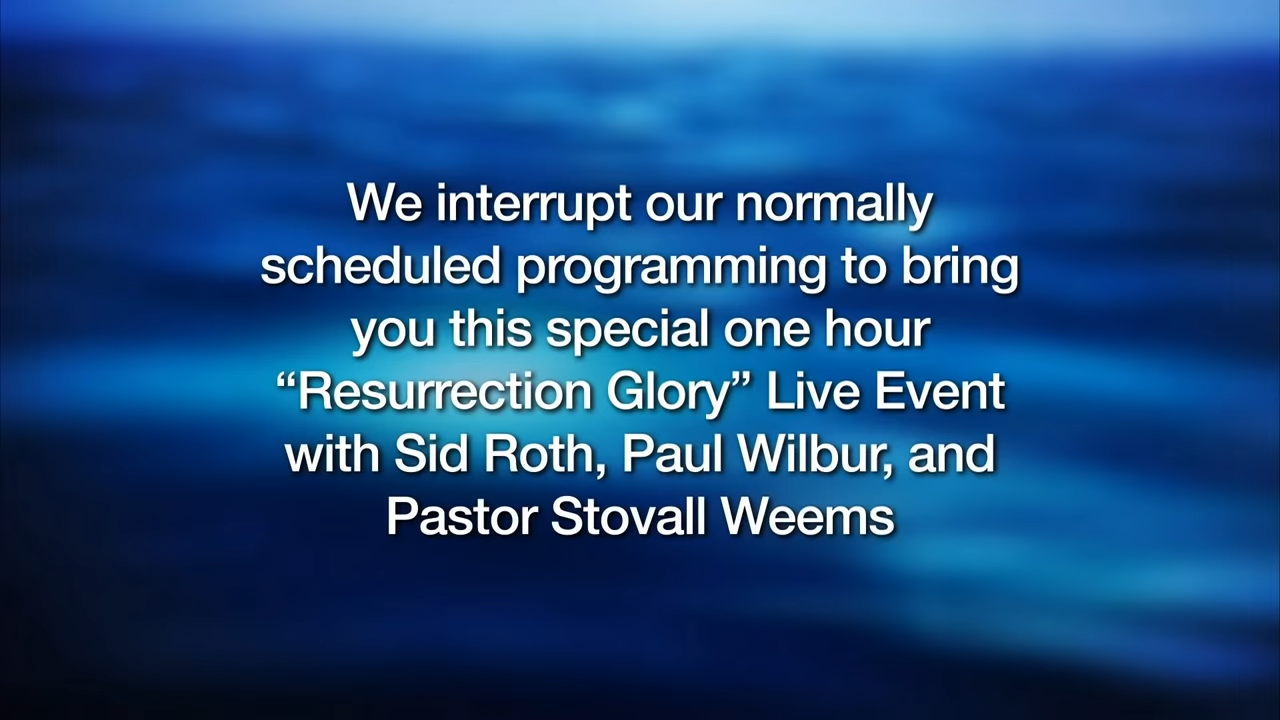 We interrupt our normally
scheduled programming to bring
you this special one hour
“Resurrection Glory” Live Event
with Sid Roth, Paul Wilbur, and
Pastor Stovall Weems